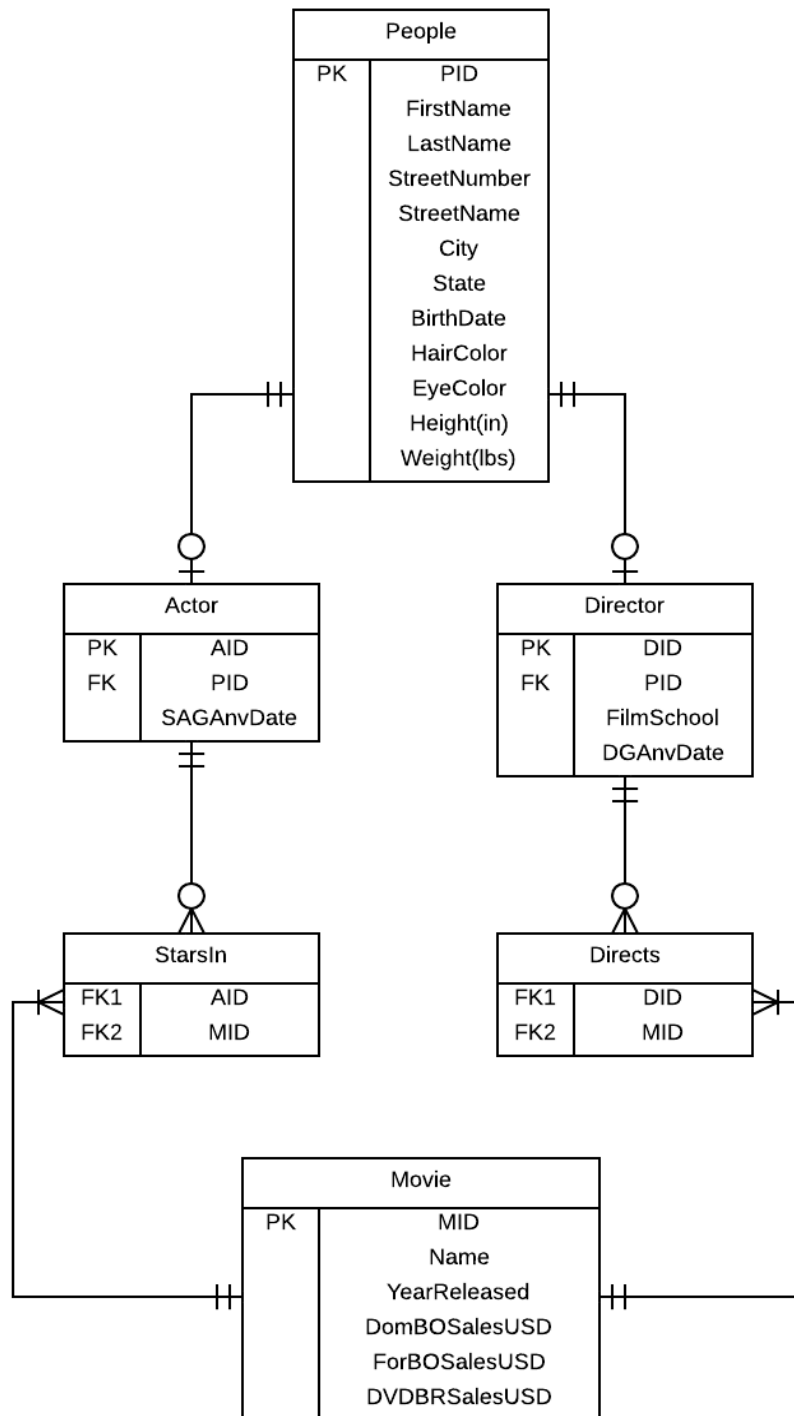 People
PK PID
FirstName
LastName
StreetNumber
StreetName
City
State
BirthDate
HairColor
EyeColor
Height(in)
Weight(lbs)
Actor
PK AID
FK PID
SAGAnvDate
Director
PK DID
FK PID
FilmSchool
DGAnvDate
StarsIn
FK1 AID
FK2 MID
Directs
FK1 DID
FK2 MID
Movie
PK MID
Name
YearReleased
DomBOSalesUSD
ForBOSalesUSD
DVDBRSalesUSD